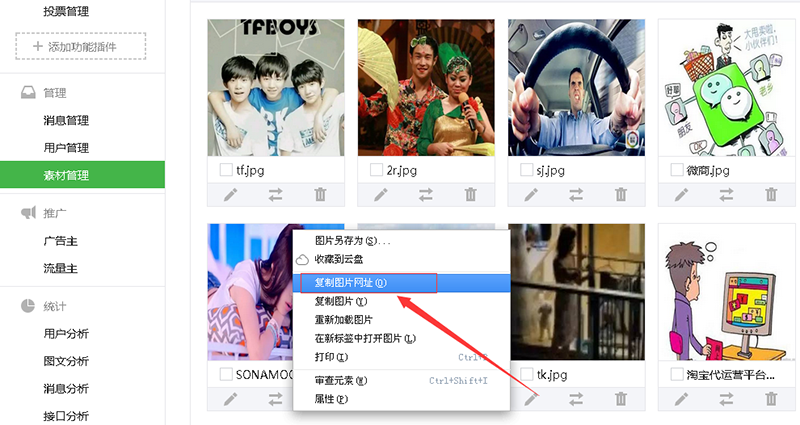 投票管理
添加功能插件
管理
消息管理
用户管理
素材管理
推广
广告主
流量主
统计
用户分析
图文分析
消息分析
接口分析
TFBOYS
大甩卖啦,
小伙伴们!
好拿
老乡
朋友
tf.jpg
2r.jpg
sj.jpg
微商.jpg
图片另存为(S)...
收藏到云盘
复制图片网址(O)
复制图片(Y)
重新加载图片
在新标签中打开图片(L)
打印(I)
审查元素(N) Ctrl+Shift+I
属性(P)
SONAMOO
tk.jpg
淘宝代运营平台...